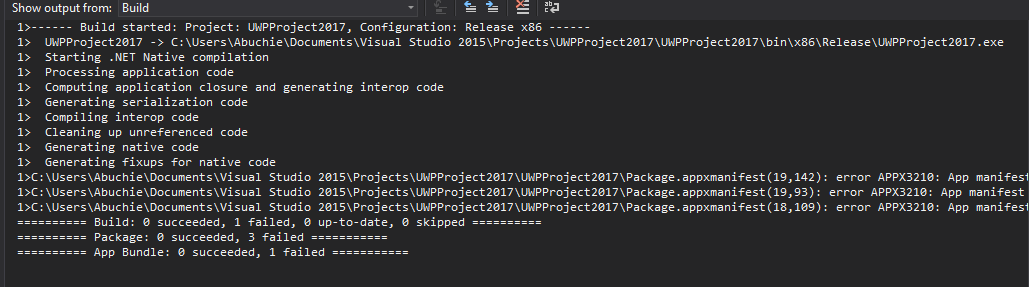 Show output from: Build
1>------ Build started: Project: UWPProject2017, Configuration: Release x86 ------
1>  UWPProject2017 -> C:\Users\Abuchie\Documents\Visual Studio 2015\Projects\UWPProject2017\UWPProject2017\bin\x86\Release\UWPProject2017.exe
1>  Starting .NET Native compilation
1>  Processing application code
1>  Computing application closure and generating interop code
1>  Generating serialization code
1>  Compiling interop code
1>  Cleaning up unreferenced code
1>  Generating native code
1>  Generating fixups for native code
1>C:\Users\Abuchie\Documents\Visual Studio 2015\Projects\UWPProject2017\UWPProject2017\Package.appxmanifest(19,142): error APPX3210: App manifest
1>C:\Users\Abuchie\Documents\Visual Studio 2015\Projects\UWPProject2017\UWPProject2017\Package.appxmanifest(19,93): error APPX3210: App manifest
1>C:\Users\Abuchie\Documents\Visual Studio 2015\Projects\UWPProject2017\UWPProject2017\Package.appxmanifest(18,109): error APPX3210: App manifest
========== Build: 0 succeeded, 1 failed, 0 up-to-date, 0 skipped ==========
========== Package: 0 succeeded, 3 failed ===========
========== App Bundle: 0 succeeded, 1 failed ===========